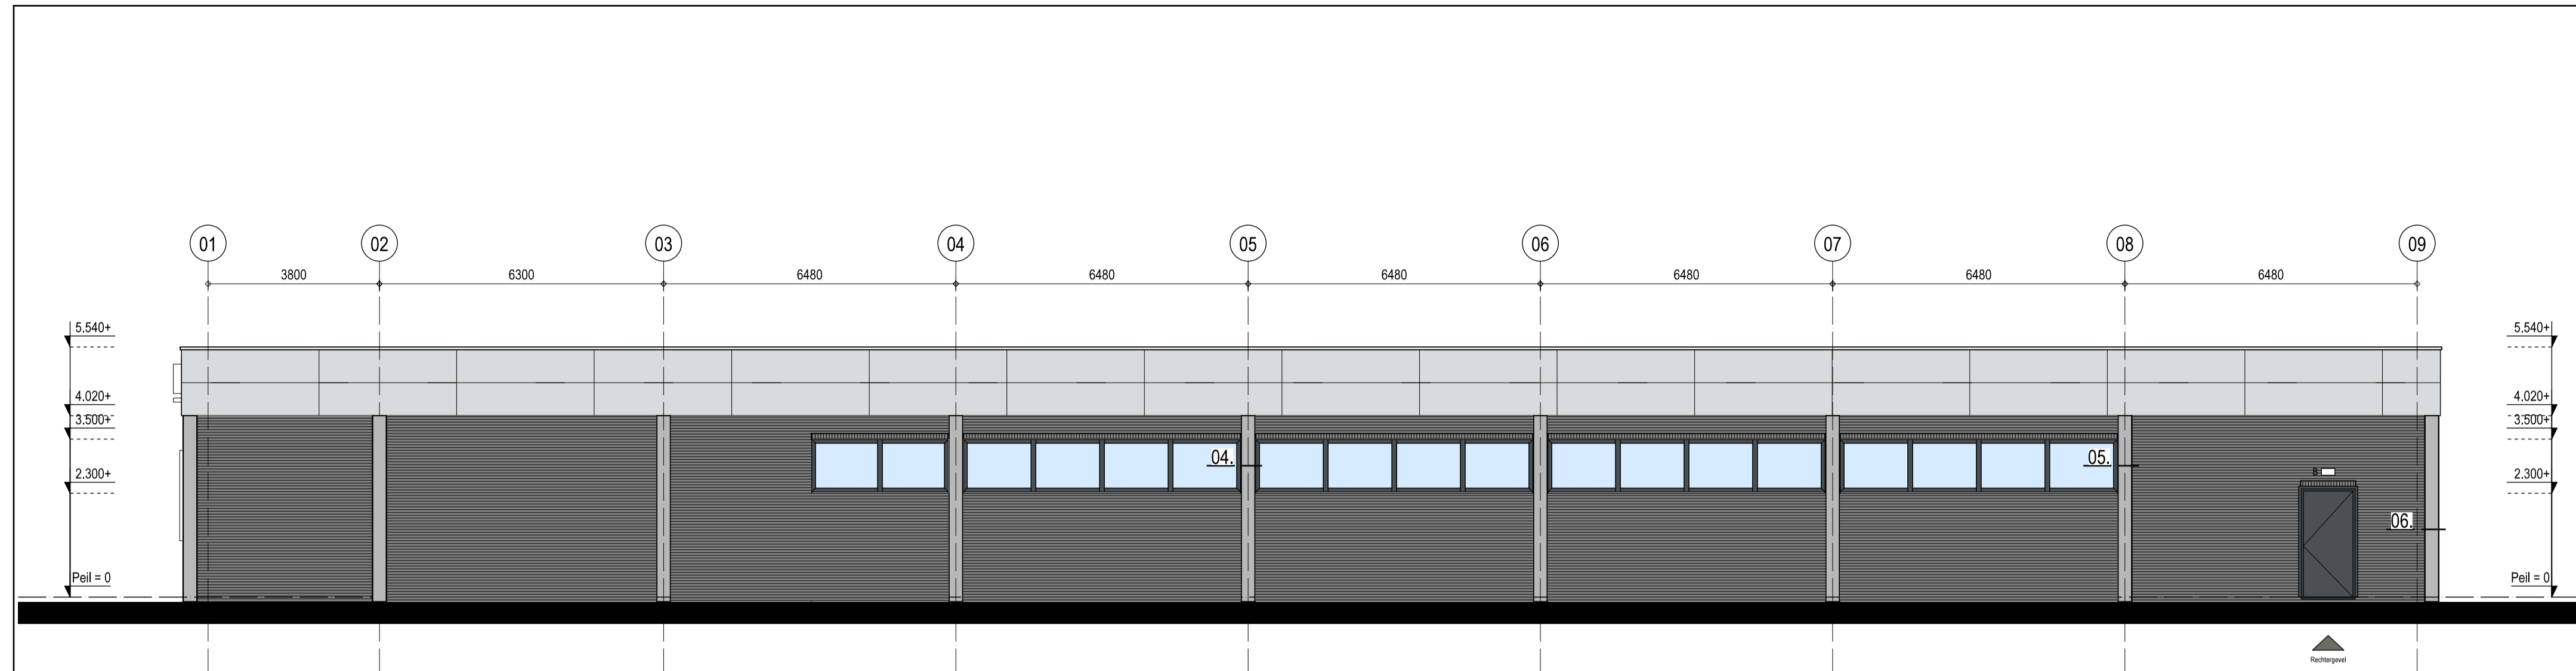 01 02 03 04 05 06 07 08 09
3800 6300 6480 6480 6480 6480 6480 6480
5.540+ 5.540+
4.020+ 4.020+
3.500+ 3.500+
04. 05.
2.300+ 2.300+
06.
Peil = 0 Peil = 0
Rechtergevel